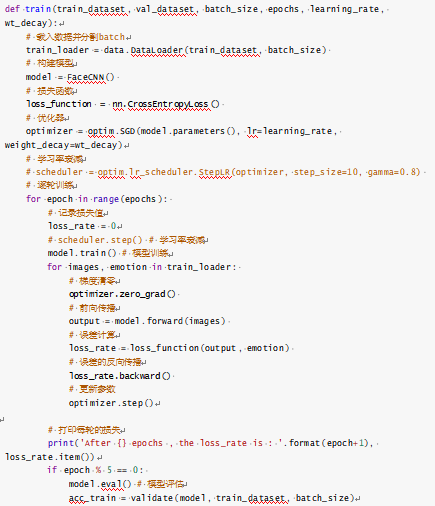 def train(train_dataset, val_dataset, batch_size, epochs, learning_rate,
wt_decay):
    # 载入数据并分割batch
    train_loader = data.DataLoader(train_dataset, batch_size)
    # 构建模型
    model = FaceCNN()
    # 损失函数
    loss_function = nn.CrossEntropyLoss()
    # 优化器
    optimizer = optim.SGD(model.parameters(), lr=learning_rate,
weight_decay=wt_decay)
    # 学习率衰减
    # scheduler = optim.lr_scheduler.StepLR(optimizer, step_size=10, gamma=0.8)
    # 逐轮训练
    for epoch in range(epochs):
        # 记录损失值
        loss_rate = 0
        # scheduler.step() # 学习率衰减
        model.train() # 模型训练
        for images, emotion in train_loader:
            # 梯度清零
            optimizer.zero_grad()
            # 前向传播
            output = model.forward(images)
            # 误差计算
            loss_rate = loss_function(output, emotion)
            # 误差的反向传播
            loss_rate.backward()
            # 更新参数
            optimizer.step()
        # 打印每轮的损失
        print('After {} epochs , the loss_rate is : '.format(epoch+1),
loss_rate.item())
        if epoch % 5 == 0:
            model.eval() # 模型评估
            acc_train = validate(model, train_dataset, batch_size)